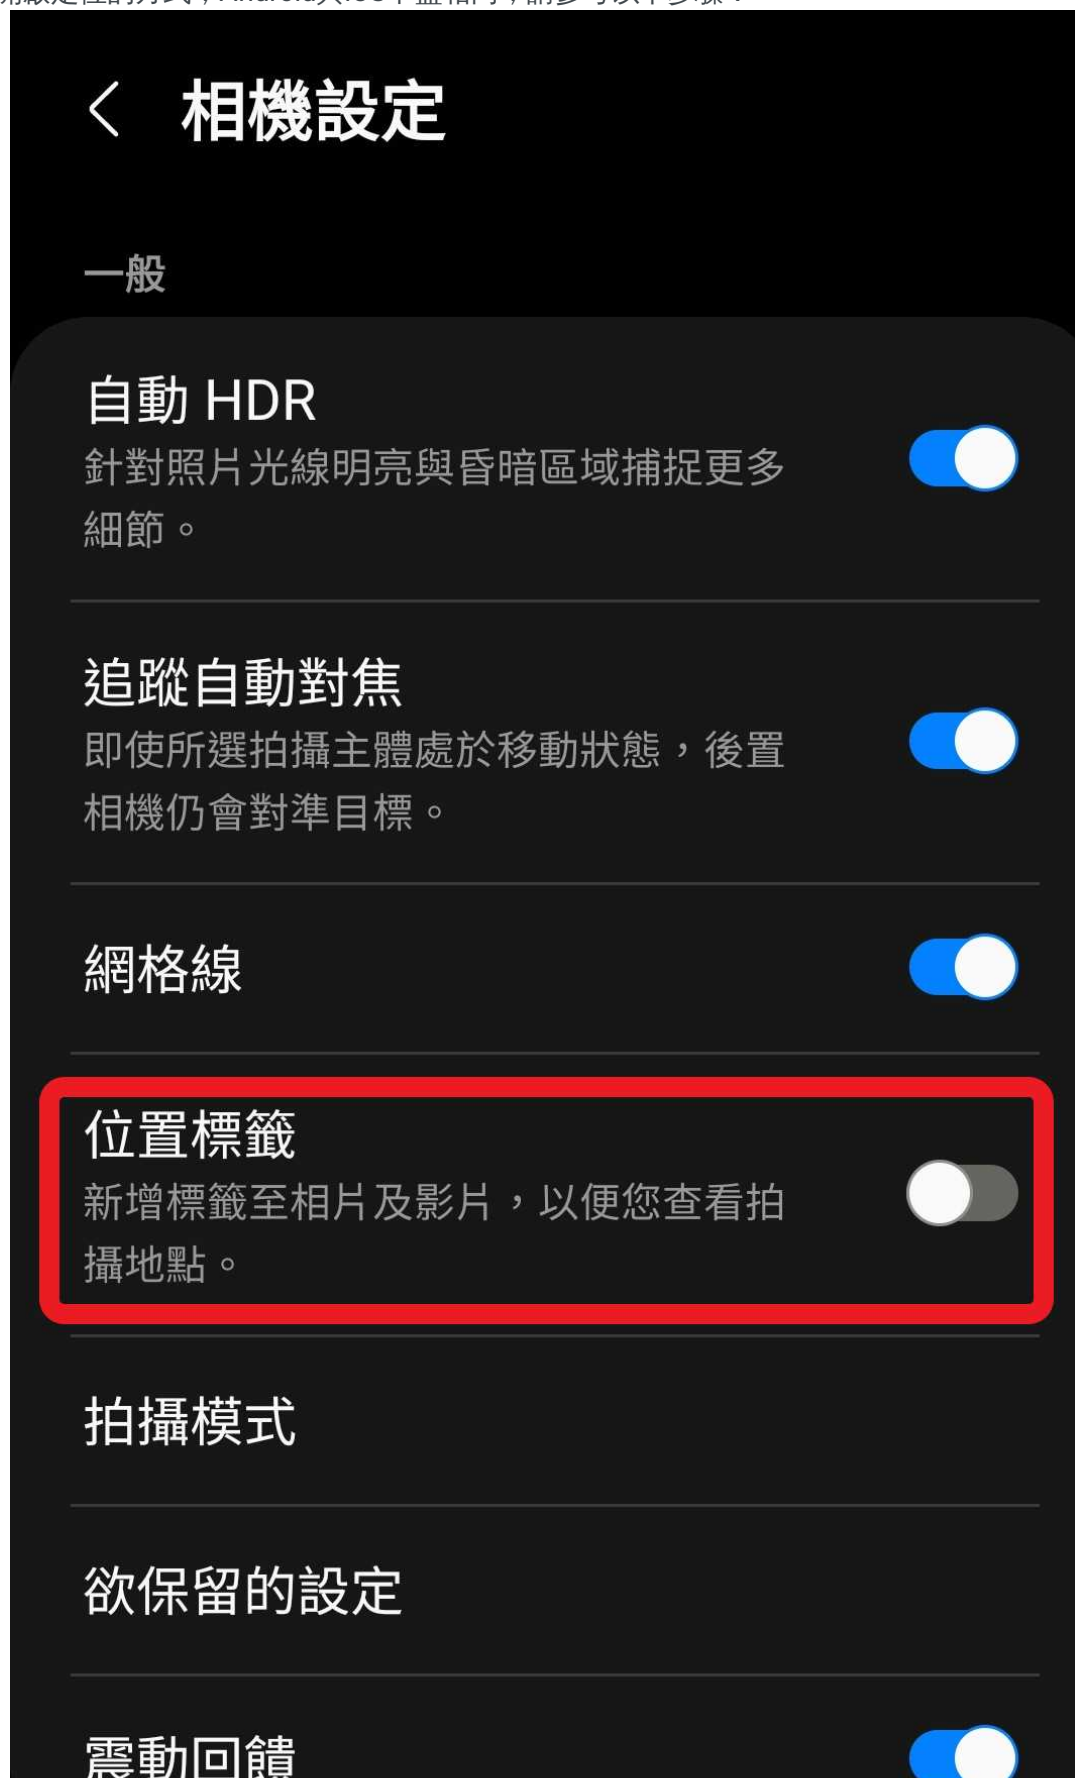 相機設定
一般
自動 HDR
針對照片光線明亮與昏暗區域捕捉更多
細節。
追蹤自動對焦
即使所選拍攝主體處於移動狀態，後置
相機仍會對準目標。
網格線
位置標籤
新增標籤至相片及影片，以便您查看拍
攝地點。
拍攝模式
欲保留的設定
震動回饋